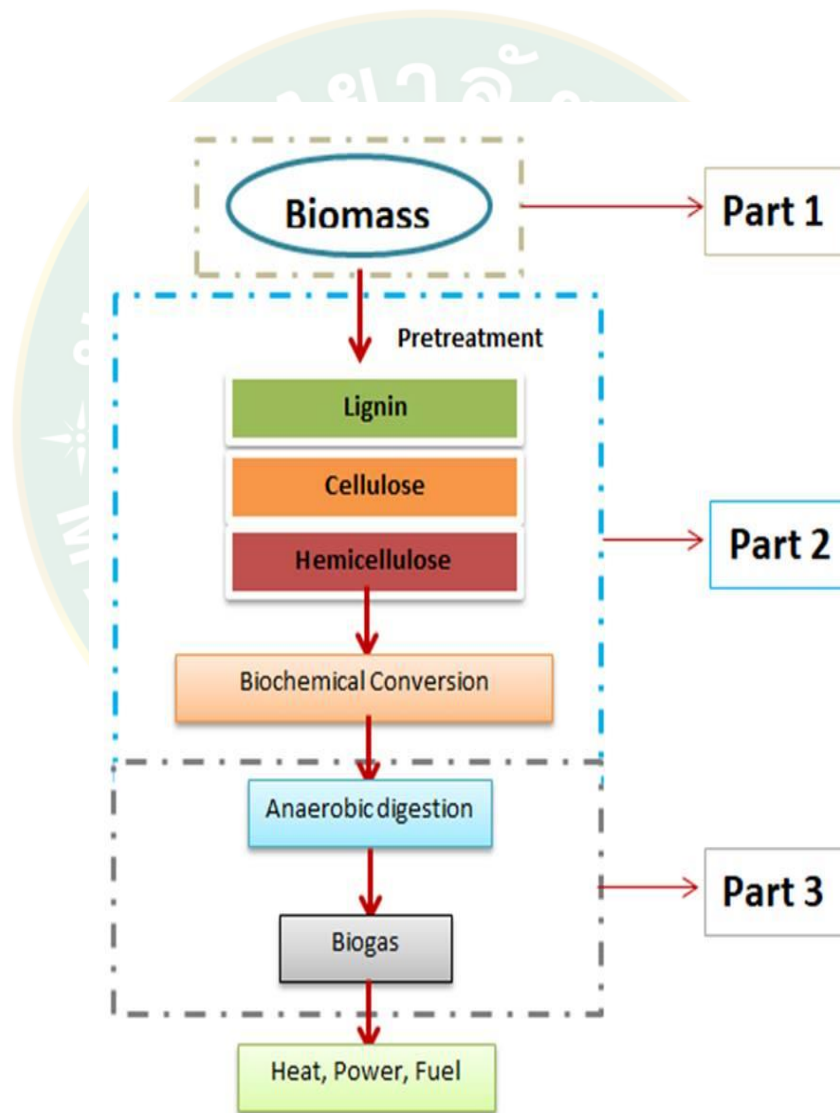 Biomass
Part 1
Pretreatment
Lignin
Cellulose
Hemicellulose
Part 2
Biochemical Conversion
Anaerobic digestion
Part 3
Biogas
Heat, Power, Fuel